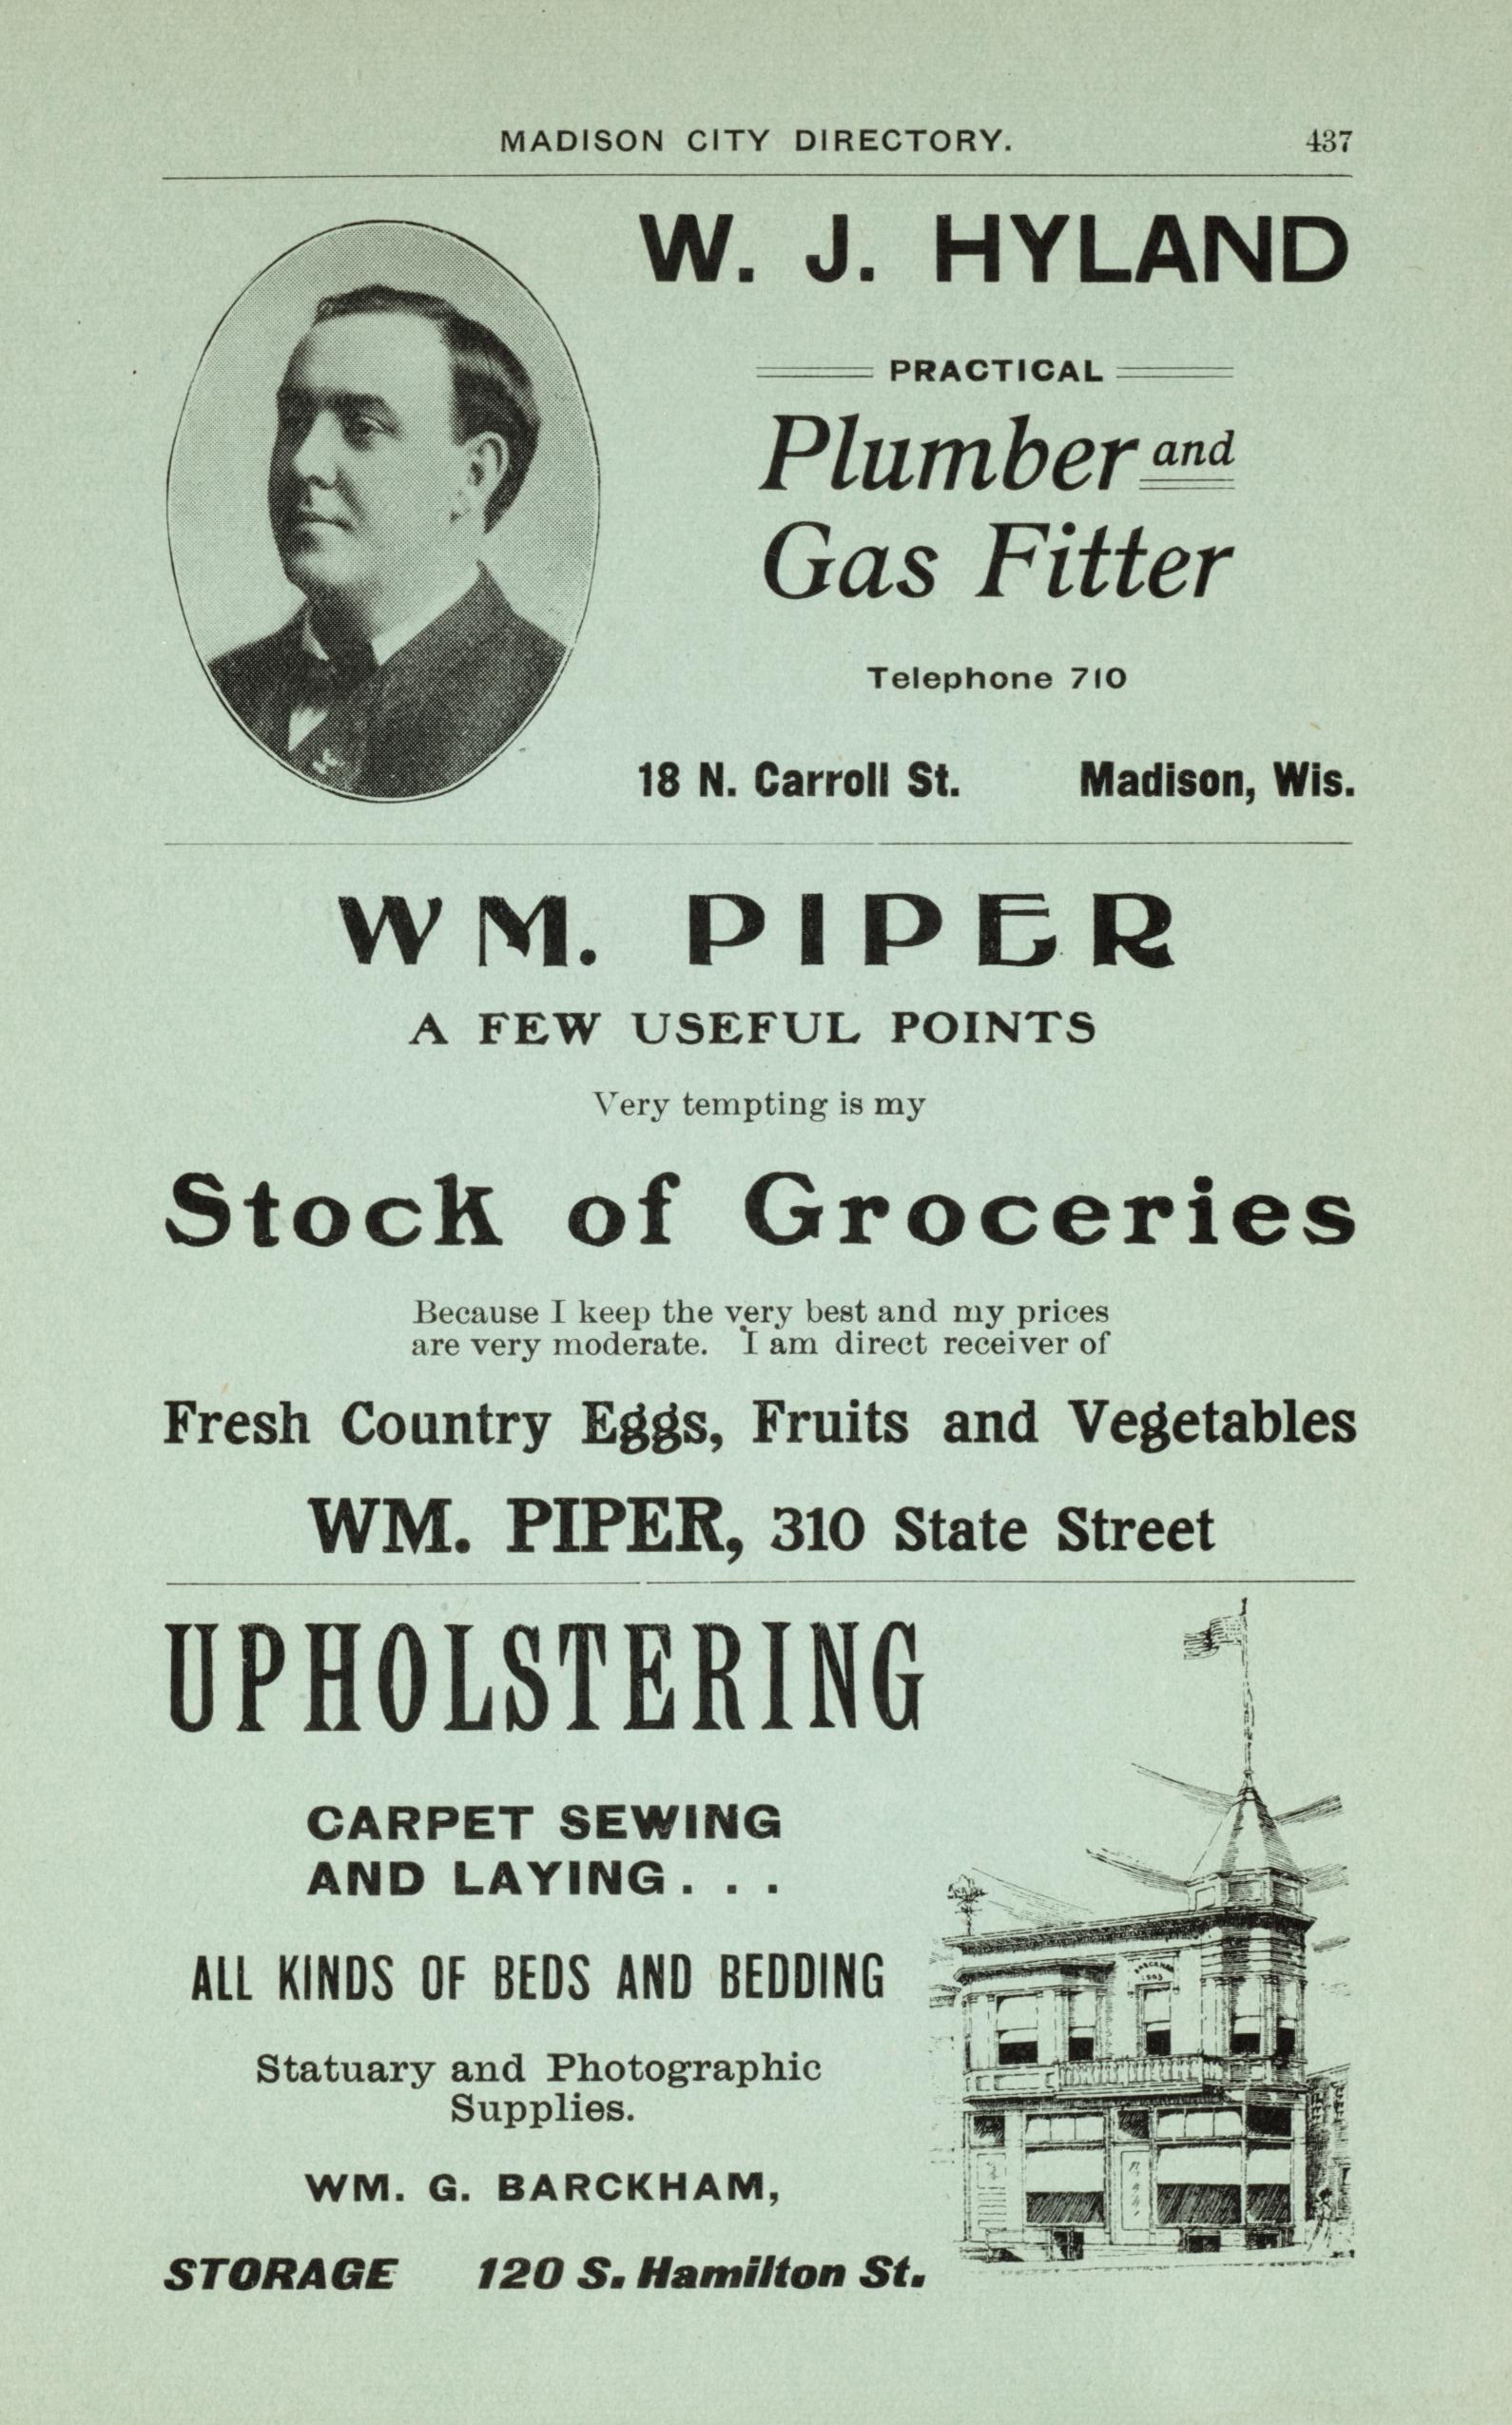 MADISON CITY DIRECTORY. 437
W. J. HYLAND
PRACTICAL
Plumber and
Gas Fitter
Telephone 710
18 N. Carroll St. Madison, Wis.
WM. PIPER
A FEW USEFUL POINTS
Very tempting is my
Stock of Groceries
Because I keep the very best and my prices
are very moderate. I am direct receiver of
Fresh Country Eggs, Fruits and Vegetables
WM. PIPER, 310 State Street
UPHOLSTERING
CARPET SEWING
AND LAYING. . .
ALL KINDS OF BEDS AND BEDDING
Statuary and Photographic
Supplies.
WM. G. BARCKHAM,
STORAGE 120 S. Hamilton St.